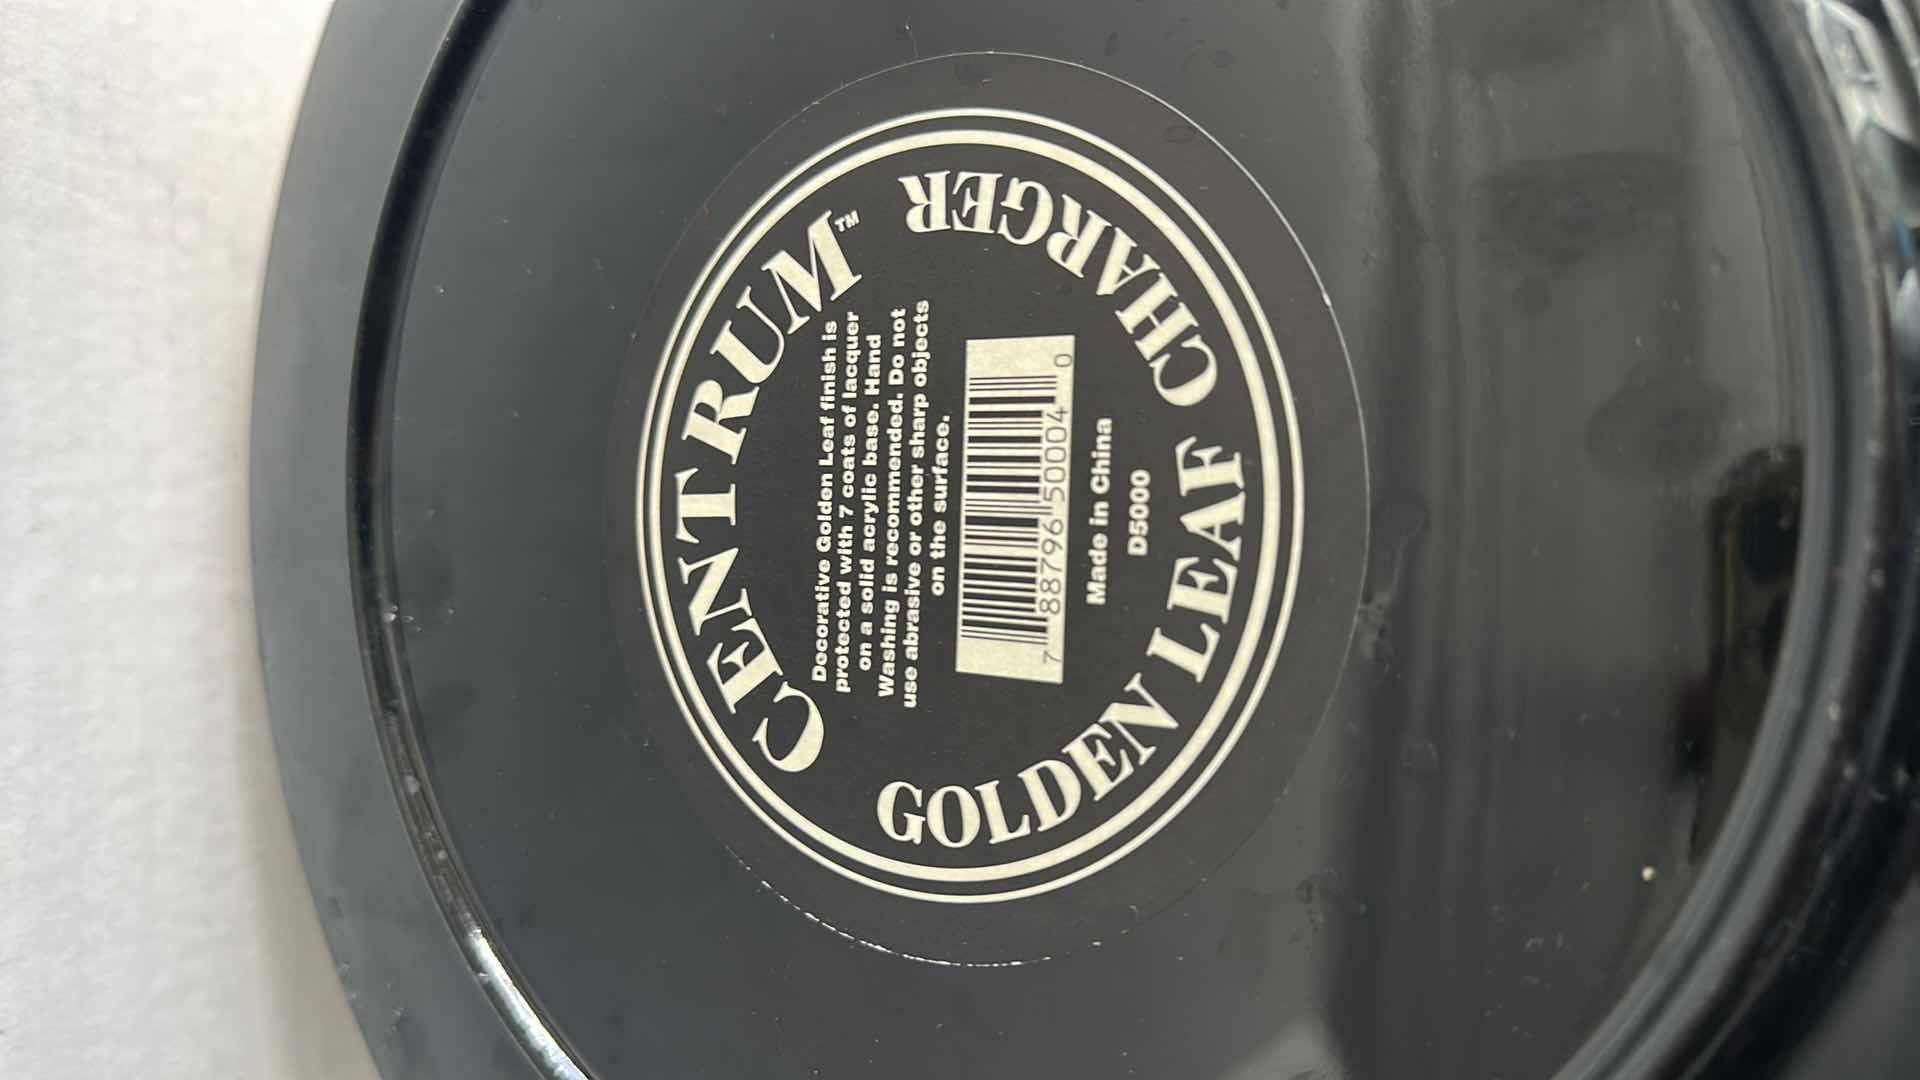 CENTRUM™
Decorative Golden Leaf finish is
protected with 7 coats of lacquer
on a solid acrylic base. Hand
Washing is recommended. Do not
use abrasive or other sharp objects
on the surface.
7 88796 50004 0
Made in China
D5000
GOLDEN LEAF CHARGER